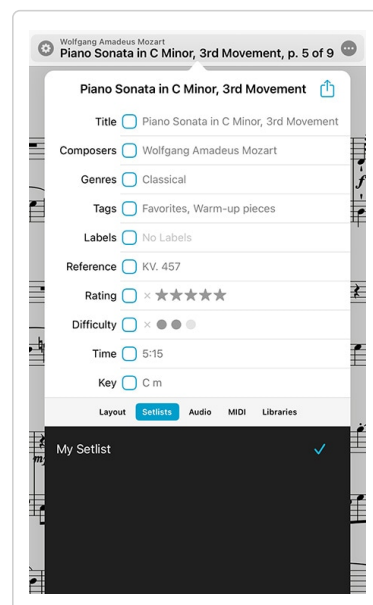 Wolfgang Amadeus Mozart
Piano Sonata in C Minor, 3rd Movement, p. 5 of 9
Piano Sonata in C Minor, 3rd Movement
Title Piano Sonata in C Minor, 3rd Movement
Composers Wolfgang Amadeus Mozart
Genres Classical
Tags Favorites, Warm-up pieces
Labels No Labels
Reference KV. 457
Rating × ★★★★★
Difficulty ×
Time 5:15
Key C m
Layout Setlists Audio MIDI Libraries
My Setlist